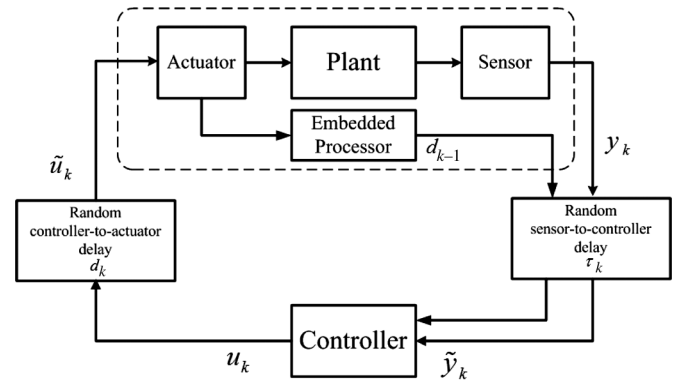 Actuator
Plant
Sensor
Embedded
Processor
d_{k-1}
ũ_k
y_k
Random
controller-to-actuator
delay
d_k
Random
sensor-to-controller
delay
τ_k
Controller
u_k
ỹ_k